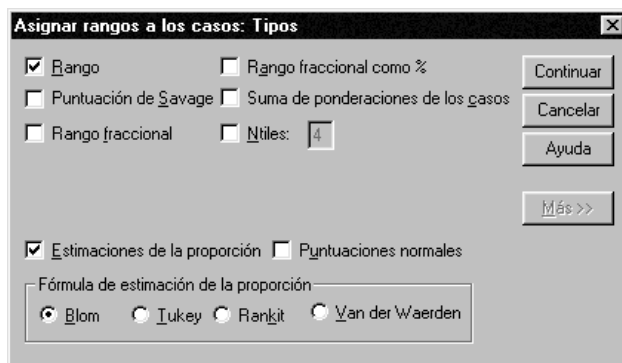 Asignar rangos a los casos: Tipos
Rango
Rango fraccional como %
Continuar
Puntuación de Savage
Suma de ponderaciones de los casos
Cancelar
Rango fraccional
Ntiles: 4
Ayuda
Más >>
Estimaciones de la proporción
Puntuaciones normales
Fórmula de estimación de la proporción
Blom
Tukey
Rankit
Van der Waerden